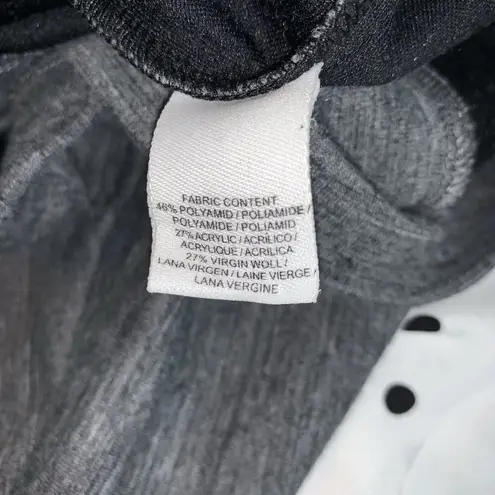 FABRIC CONTENT
46% POLYAMID / POLIAMIDE /
POLYAMIDE / POLIAMID
27% ACRYLIC / ACRÍLICO /
ACRYLIQUE / ACRILICA
27% VIRGIN WOLL /
LANA VIRGEN / LAINE VIERGE /
LANA VERGINE